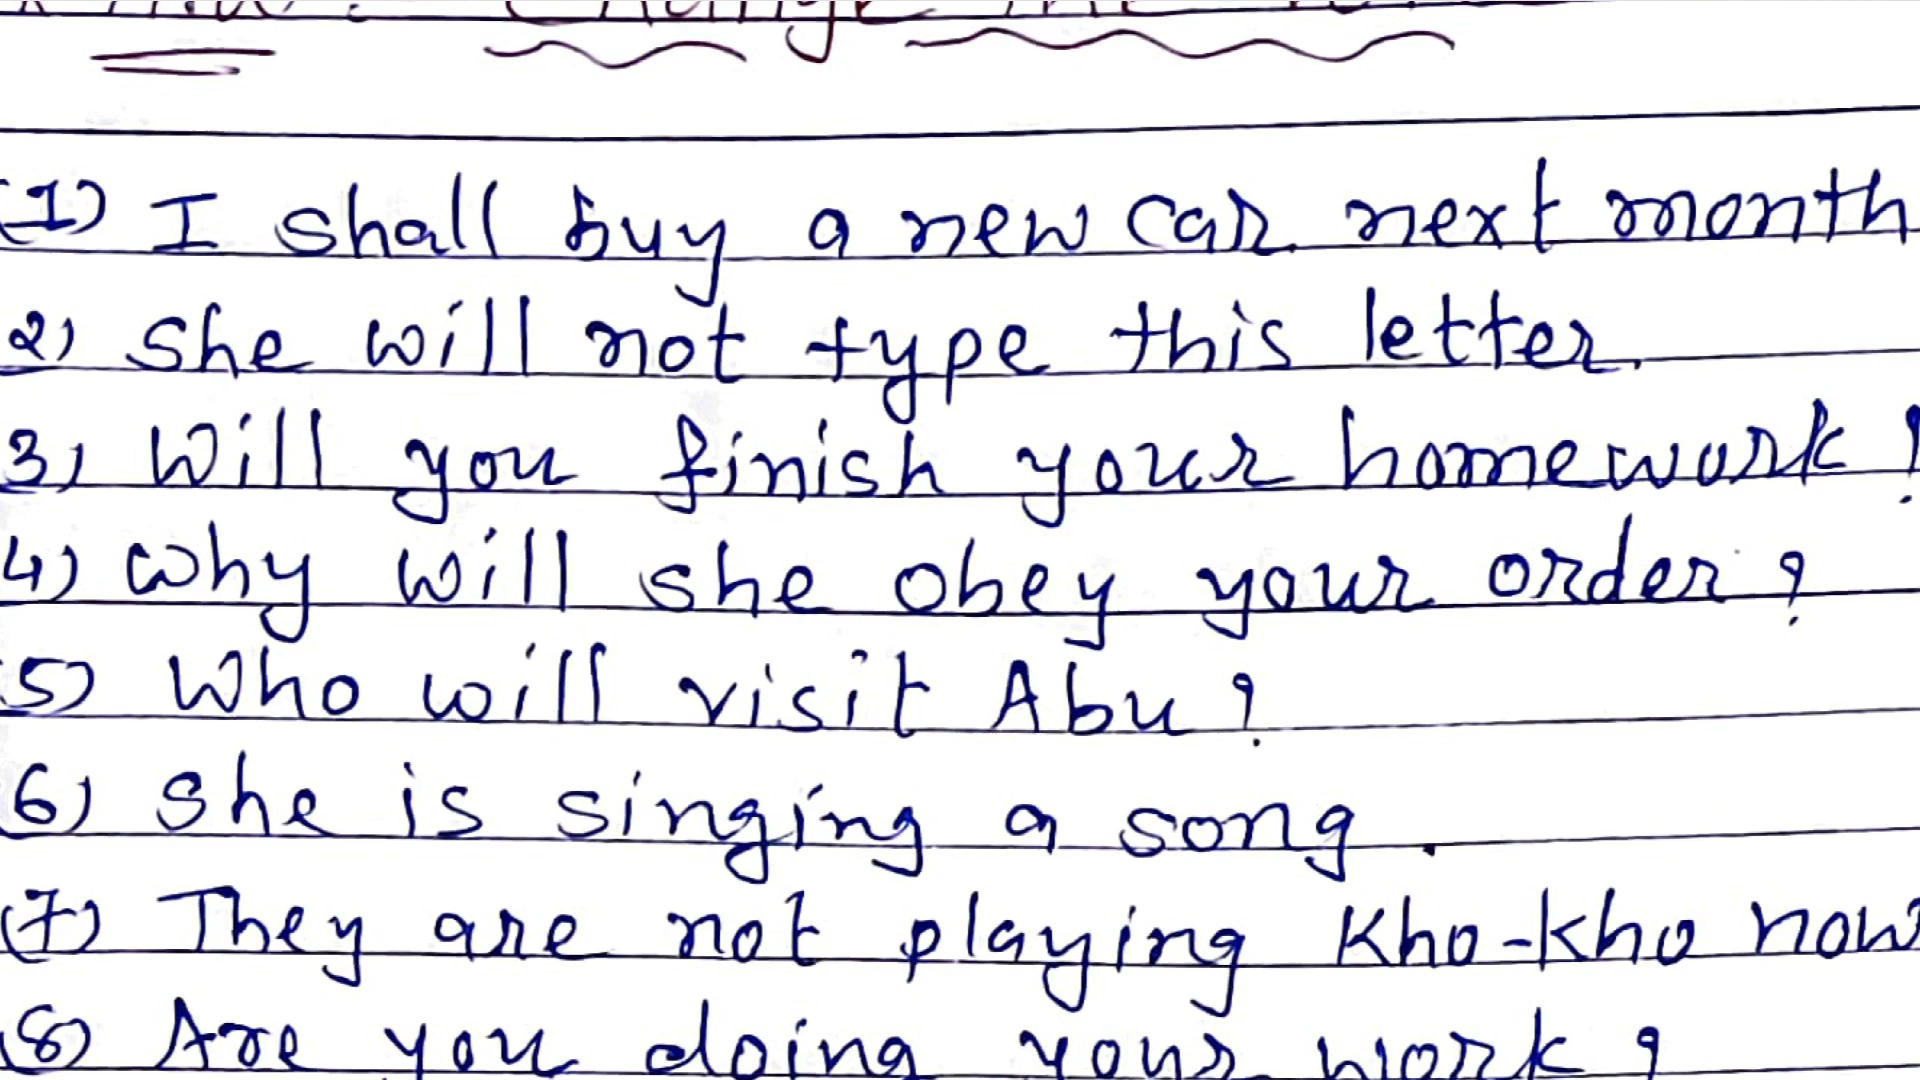 Change the
(1) I shall buy a new car next month
2) She will not type this letter.
3) Will you finish your homework?
4) Why will she obey your order?
5) Who will visit Abu?
6) She is singing a song.
(7) They are not playing Kho-kho now
(8) Are you doing your work?